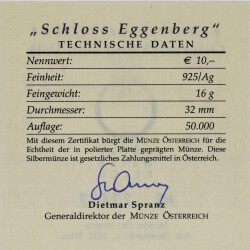 „Schloss Eggenberg“
TECHNISCHE DATEN
Nennwert: € 10,–
Feinheit: 925/Ag
Feingewicht: 16 g
Durchmesser: 32 mm
Auflage: 50.000
Mit diesem Zertifikat bürgt die MÜNZE ÖSTERREICH für
die Echtheit der in polierter Platte geprägten Münze. Diese
Silbermünze ist gesetzliches Zahlungsmittel in Österreich.
Dietmar Spranz
Generaldirektor der MÜNZE ÖSTERREICH